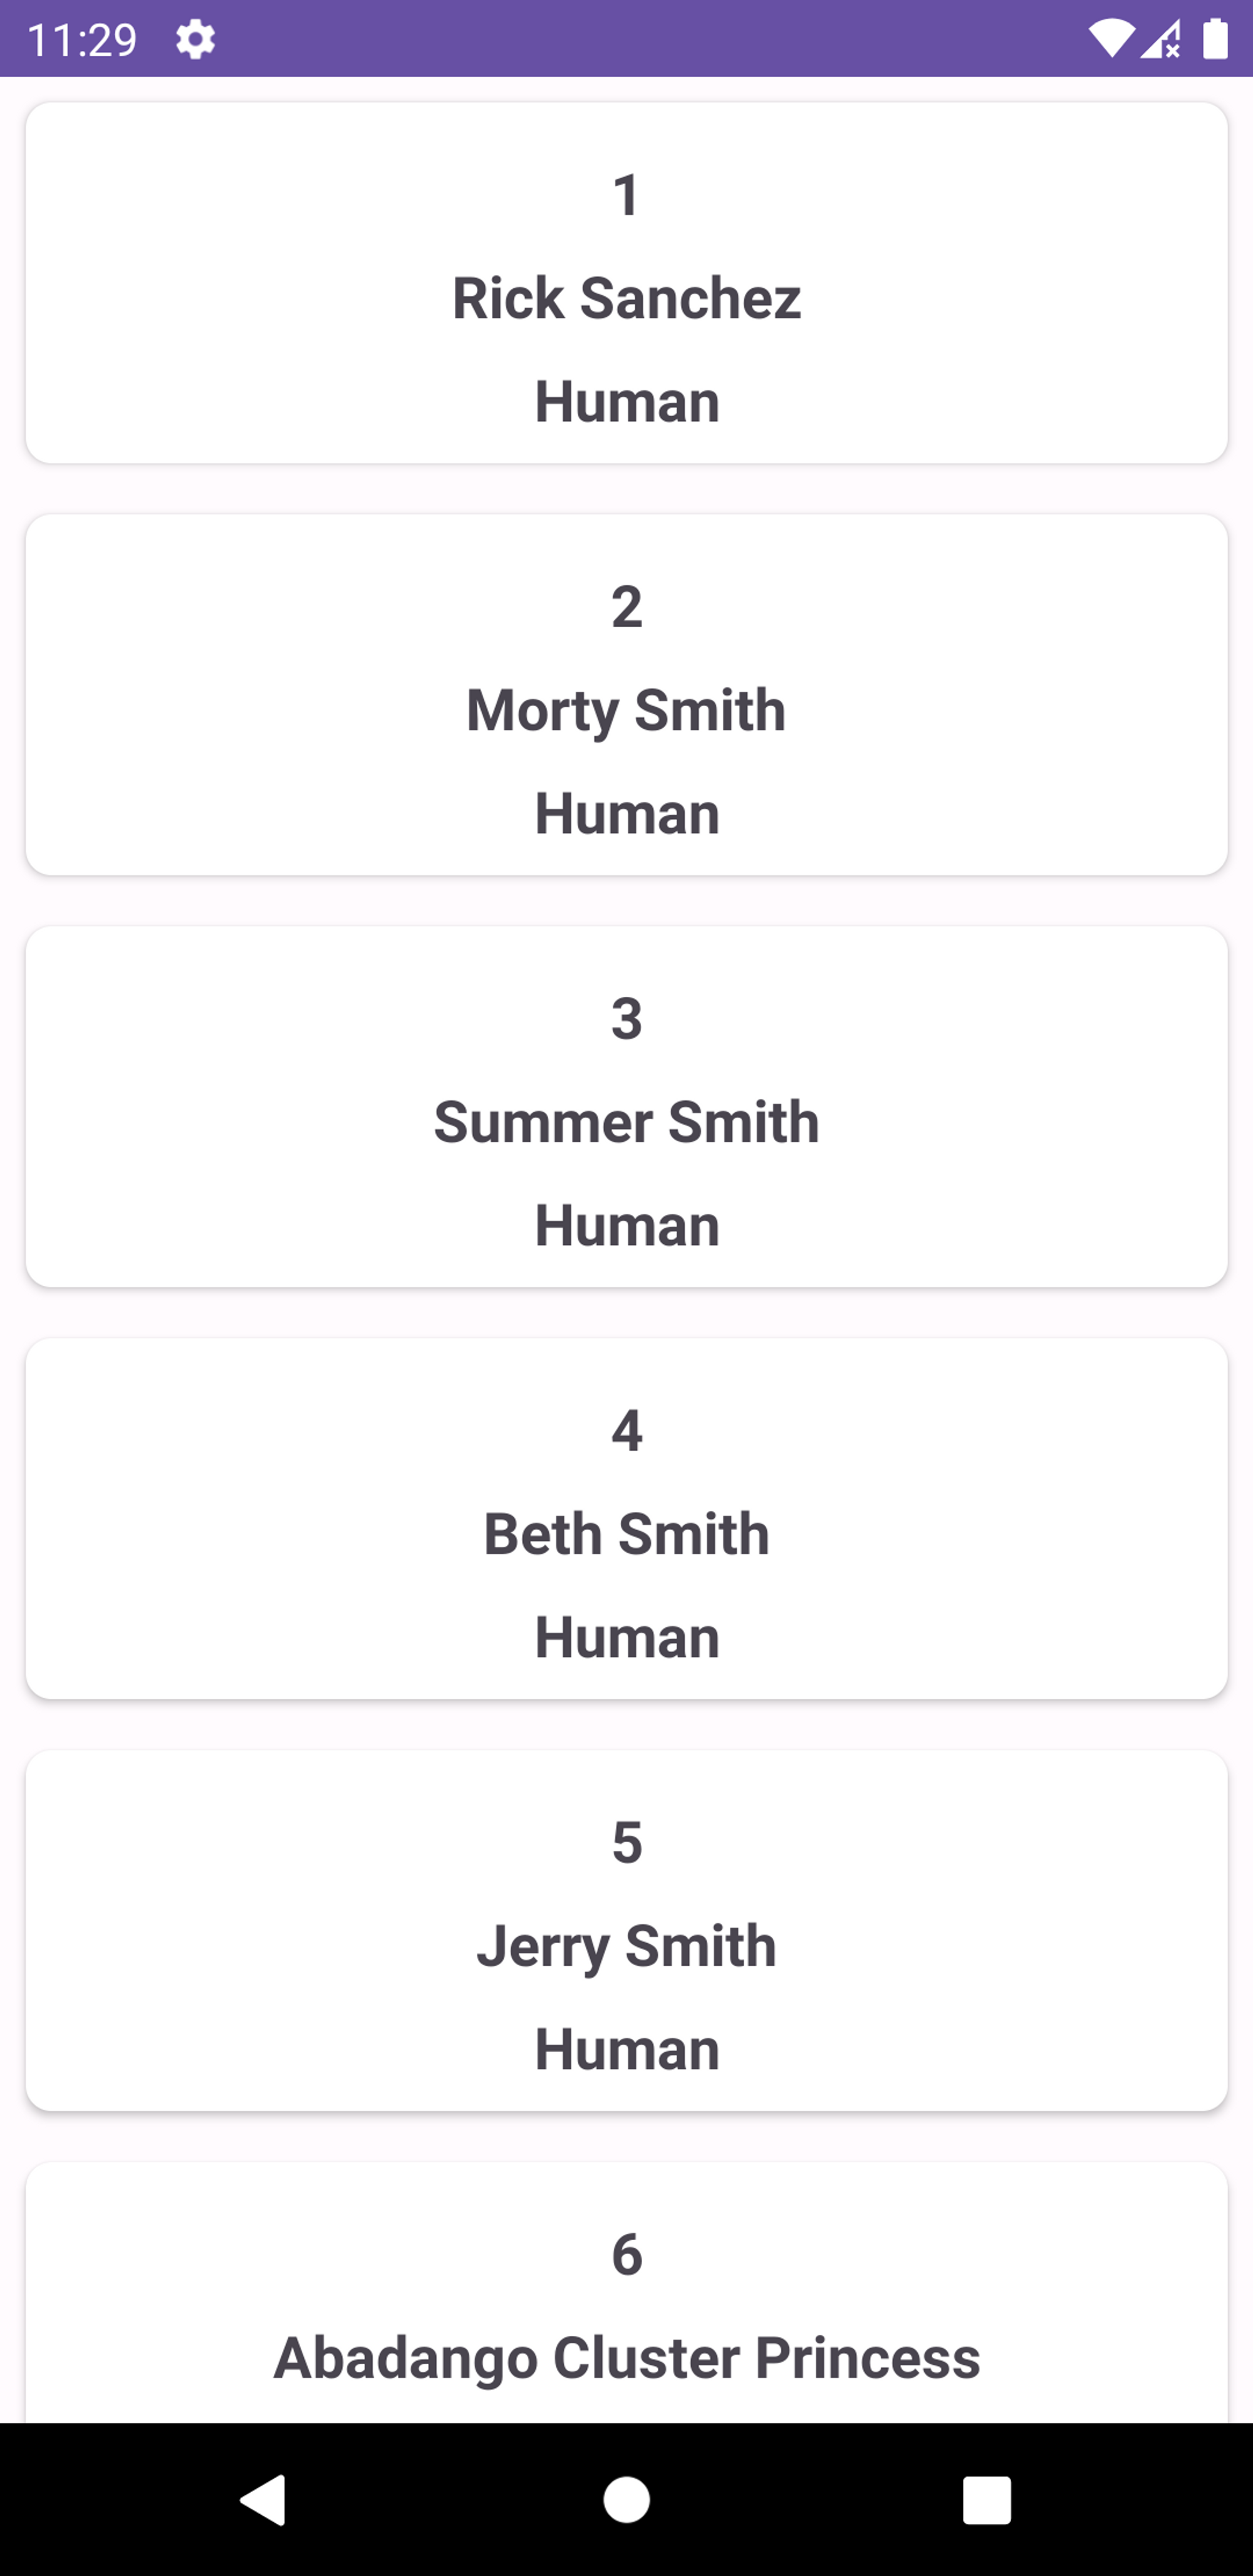 11:29
1
Rick Sanchez
Human
2
Morty Smith
Human
3
Summer Smith
Human
4
Beth Smith
Human
5
Jerry Smith
Human
6
Abadango Cluster Princess